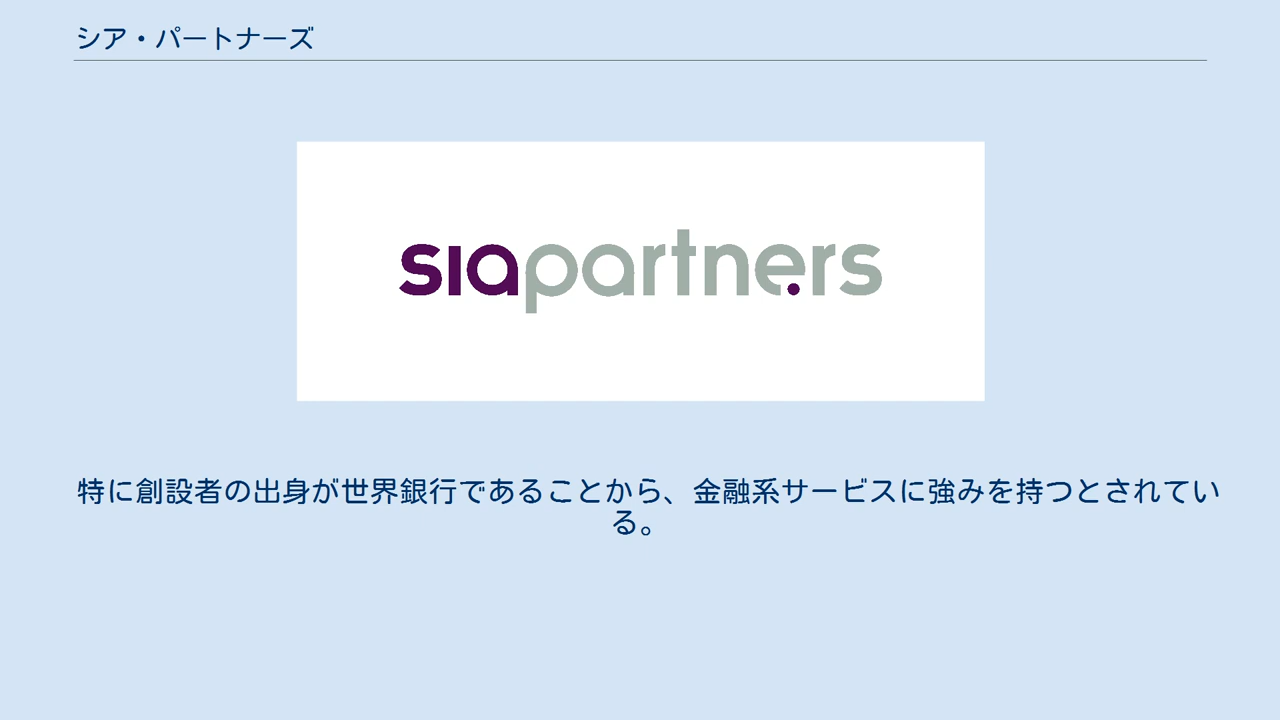 シア・パートナーズ
siapartners
特に創設者の出身が世界銀行であることから、金融系サービスに強みを持つとされてい
る。